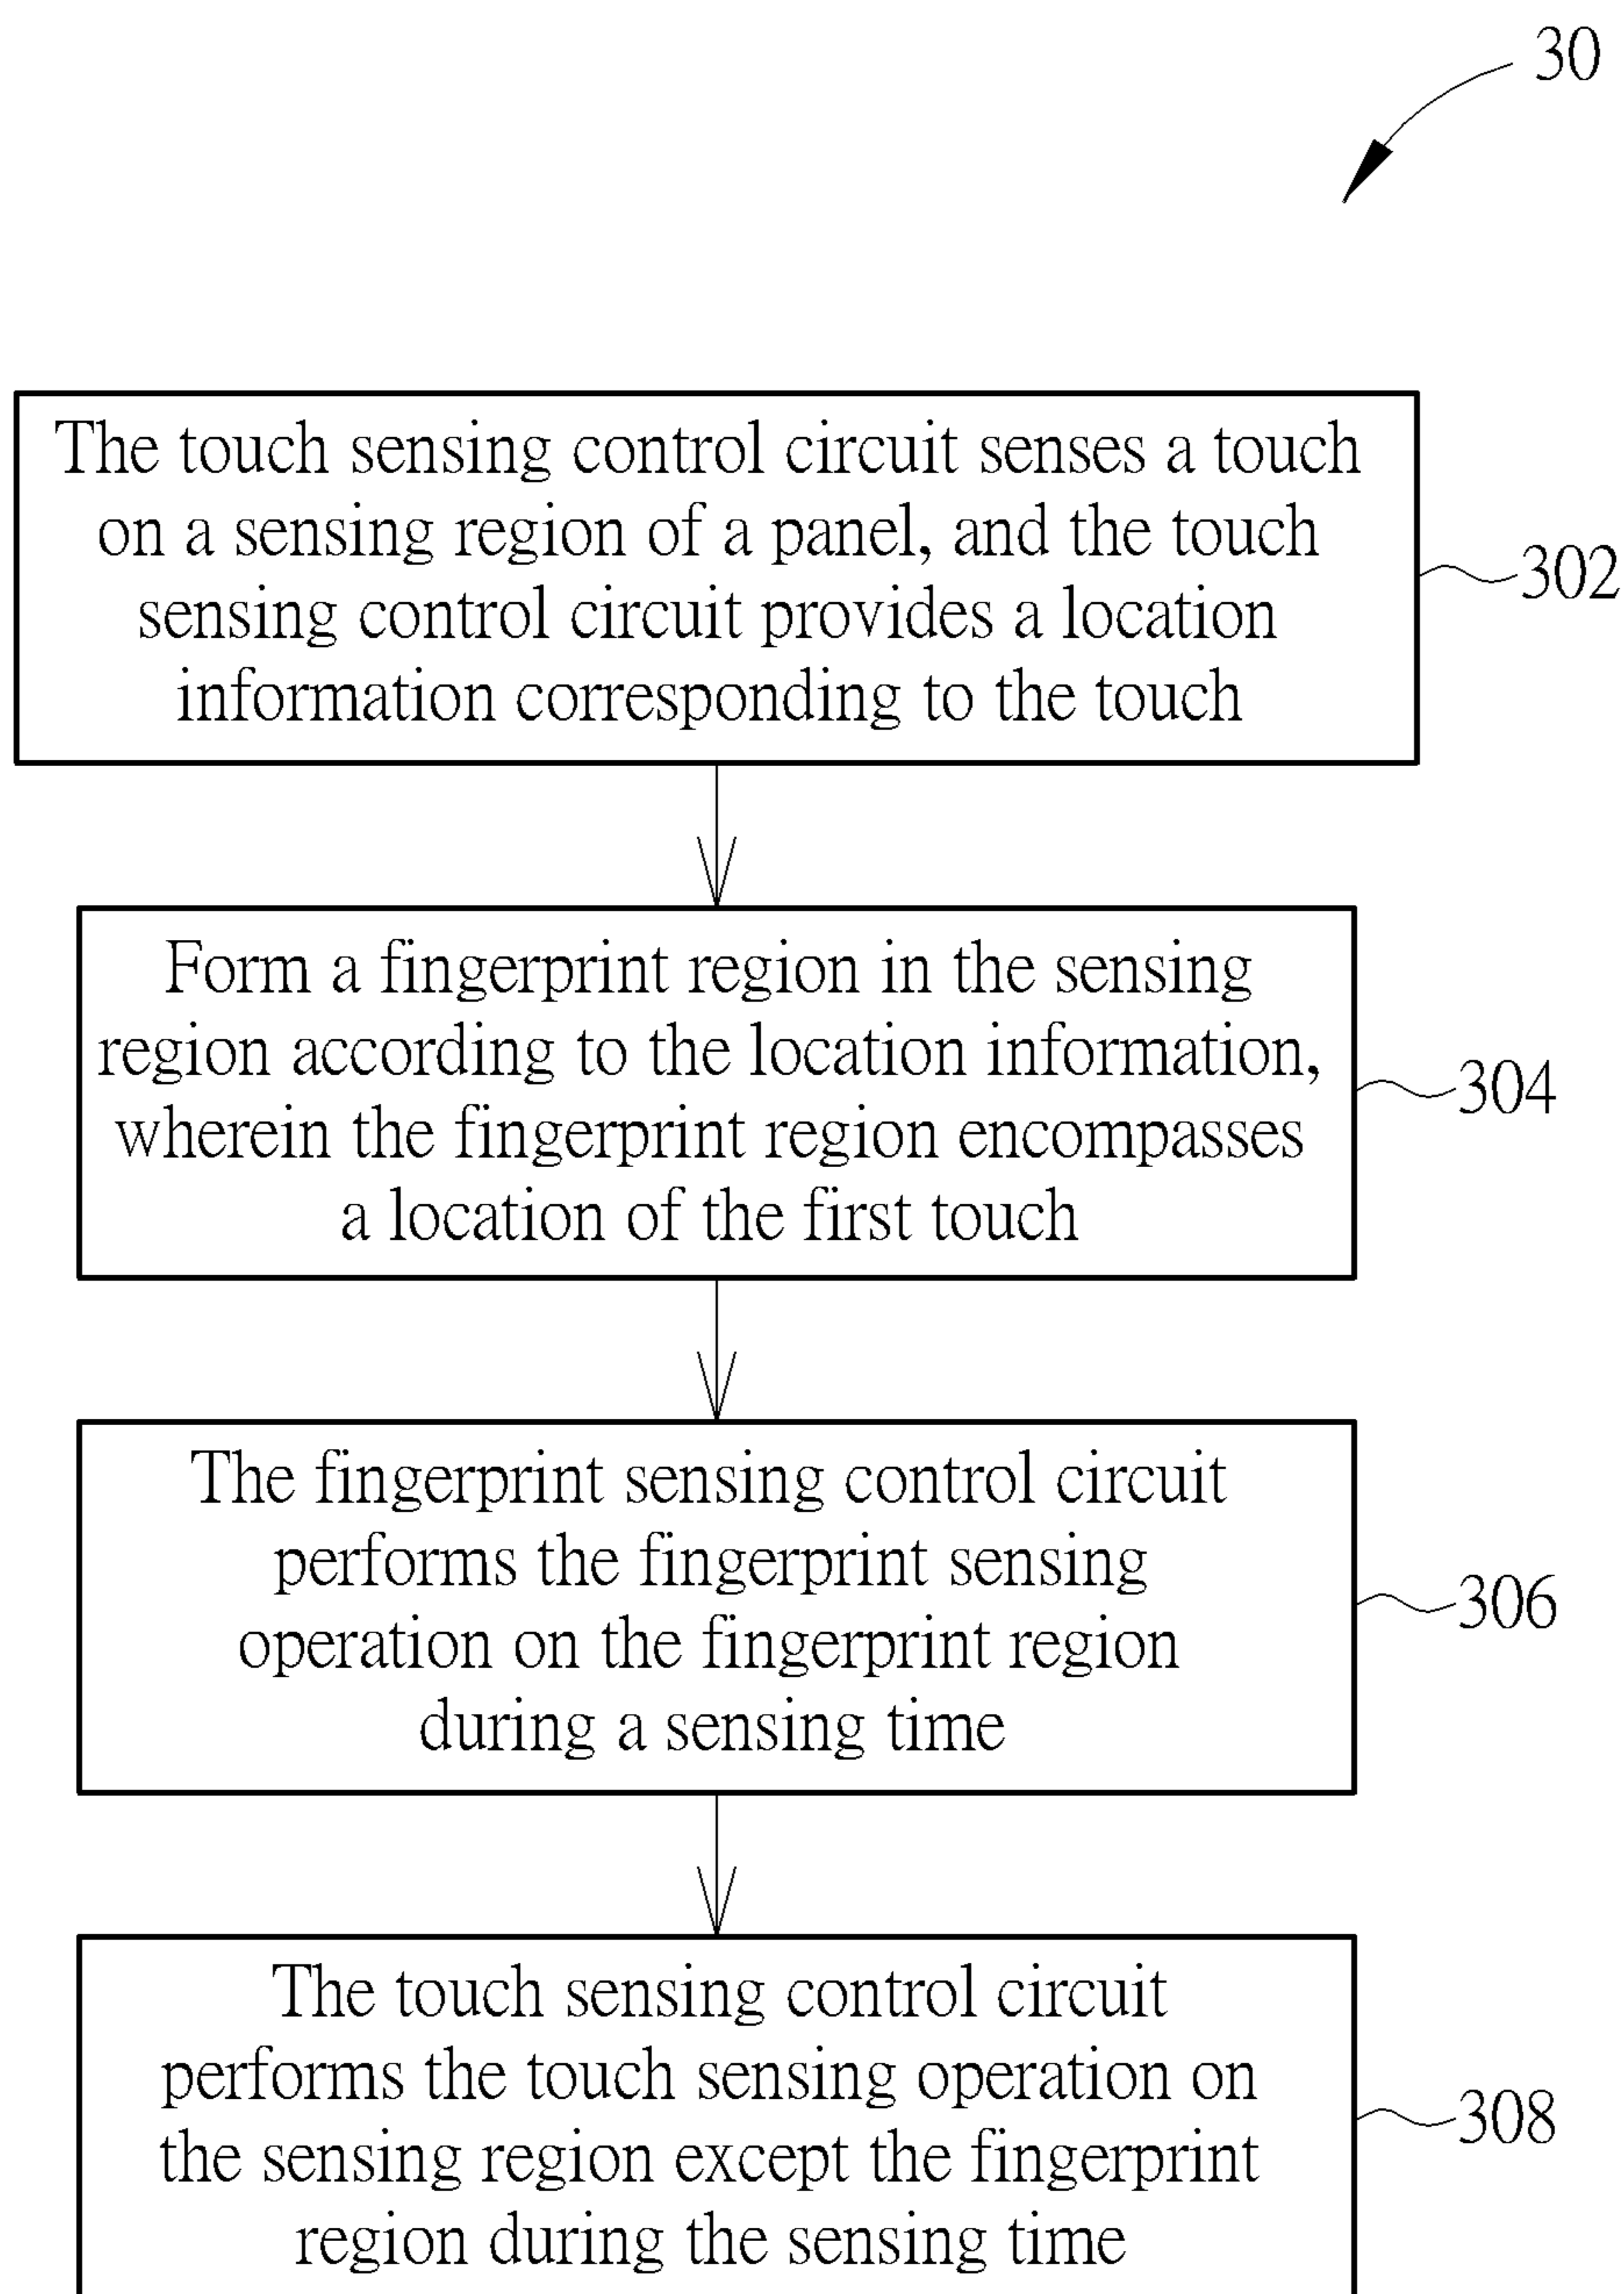 30
The touch sensing control circuit senses a touch
on a sensing region of a panel, and the touch
sensing control circuit provides a location
information corresponding to the touch
302
Form a fingerprint region in the sensing
region according to the location information,
wherein the fingerprint region encompasses
a location of the first touch
304
The fingerprint sensing control circuit
performs the fingerprint sensing
operation on the fingerprint region
during a sensing time
306
The touch sensing control circuit
performs the touch sensing operation on
the sensing region except the fingerprint
region during the sensing time
308